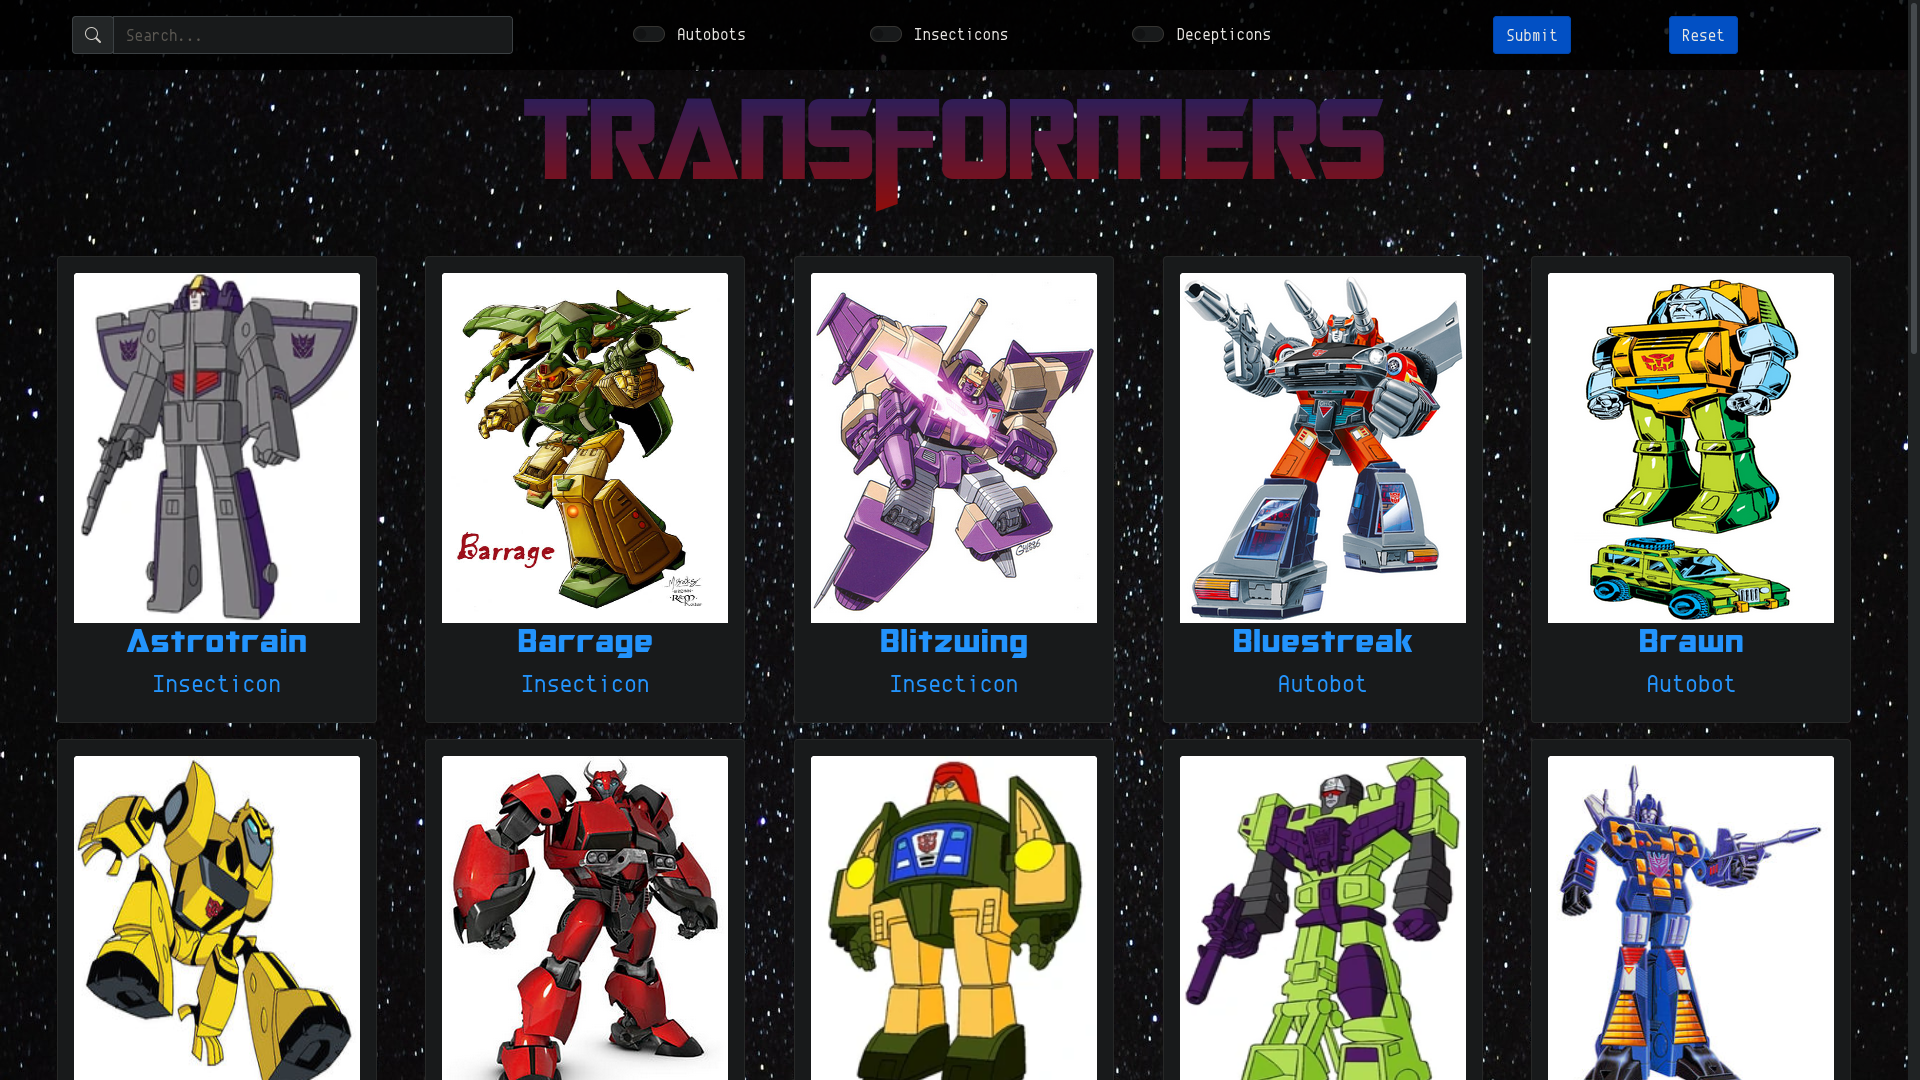 Search...
Autobots
Insecticons
Decepticons
Submit
Reset
TRANSFORMERS
Barrage
Astrotrain
Barrage
Blitzwing
Bluestreak
Brawn
Insecticon
Insecticon
Insecticon
Autobot
Autobot